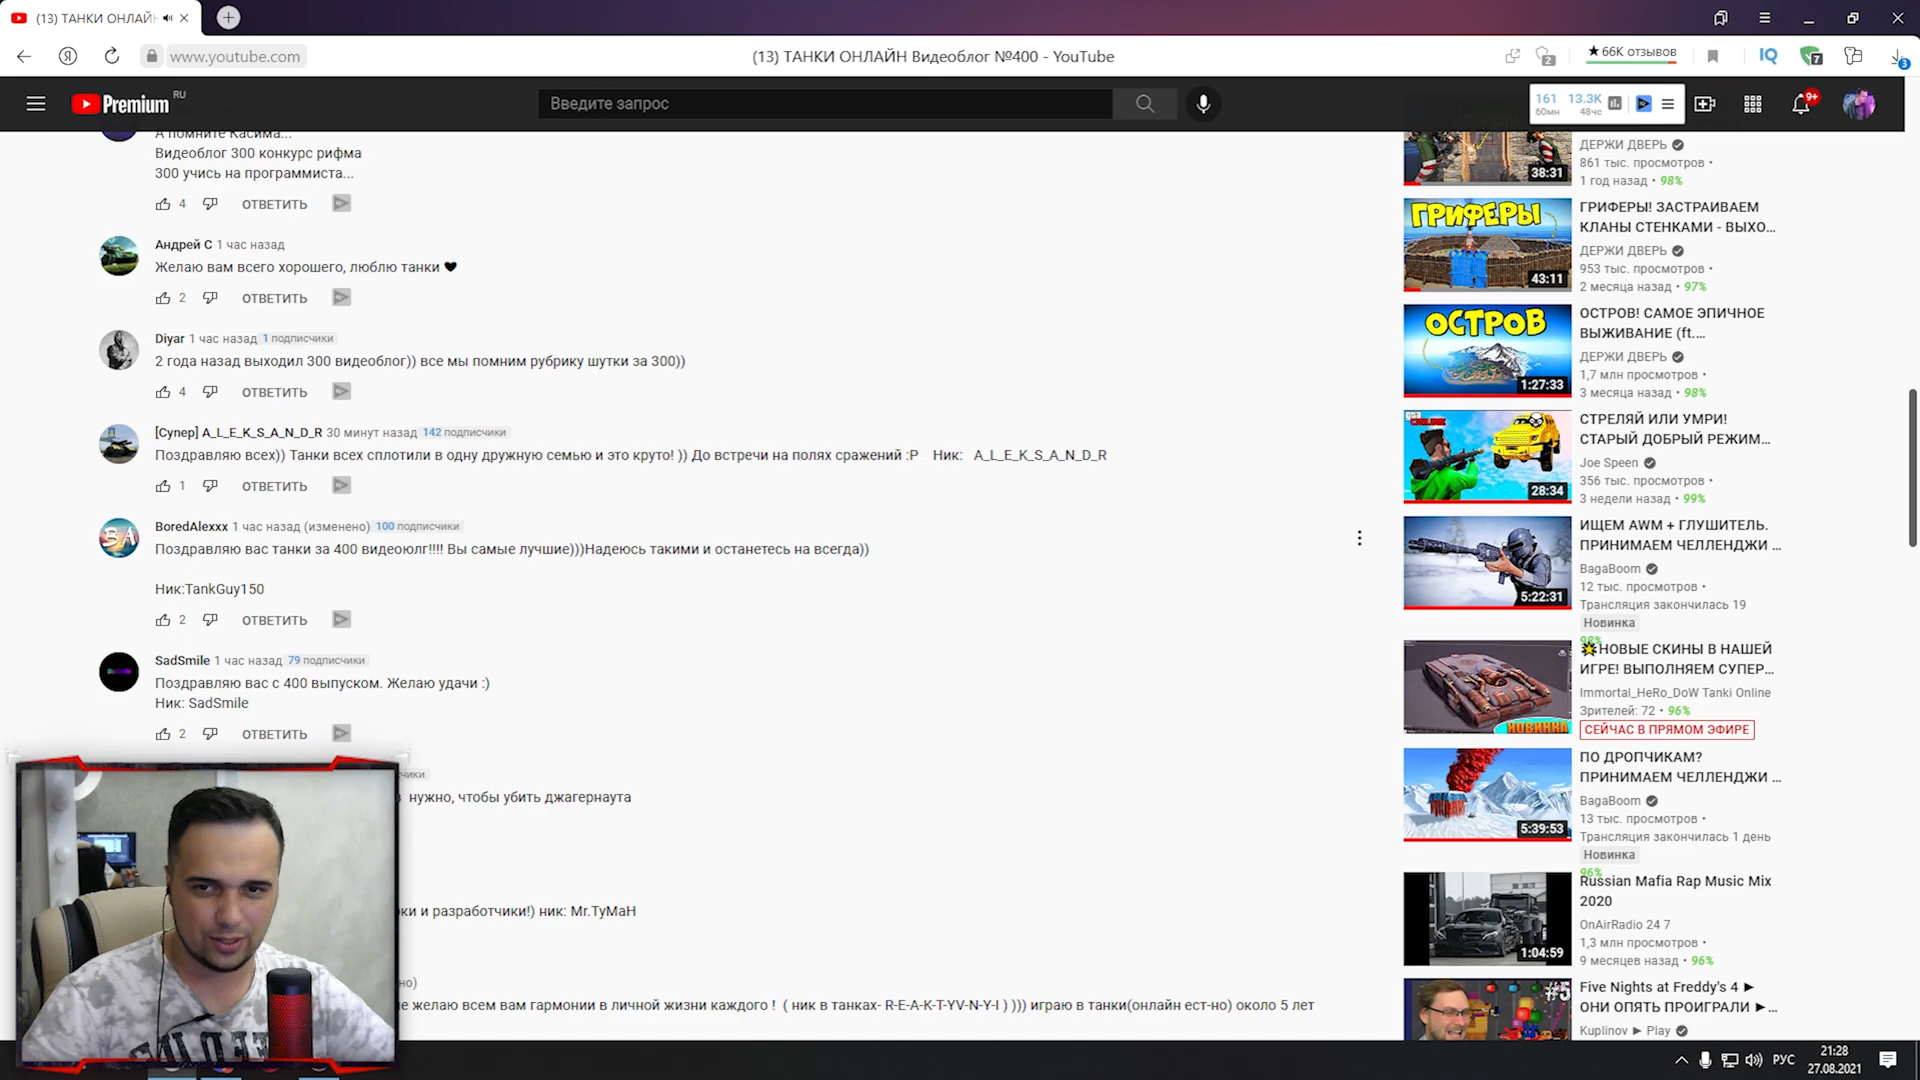 (13) ТАНКИ ОНЛАЙН
www.youtube.com
(13) ТАНКИ ОНЛАЙН Видеоблог №400 - YouTube
2
★66K отзывов
IQ
7
3
Premium RU
Введите запрос
161 60мн
13.3K 48чс
9+
А помните Касима...
Видеоблог 300 конкурс рифма
300 учись на программиста...
4 ОТВЕТИТЬ
Андрей С 1 час назад
Желаю вам всего хорошего, люблю танки 🖤
2 ОТВЕТИТЬ
Diyar 1 час назад 1 подписчики
2 года назад выходил 300 видеоблог)) все мы помним рубрику шутки за 300))
4 ОТВЕТИТЬ
[Супер] A_L_E_K_S_A_N_D_R 30 минут назад 142 подписчики
Поздравляю всех)) Танки всех сплотили в одну дружную семью и это круто! )) До встречи на полях сражений :P Ник: A_L_E_K_S_A_N_D_R
1 ОТВЕТИТЬ
BoredAlexxx 1 час назад (изменено) 100 подписчики
Поздравляю вас танки за 400 видеоюлг!!!! Вы самые лучшие)))Надеюсь такими и останетесь на всегда))
Ник:TankGuy150
2 ОТВЕТИТЬ
SadSmile 1 час назад 79 подписчики
Поздравляю вас с 400 выпуском. Желаю удачи :)
Ник: SadSmile
2 ОТВЕТИТЬ
нужно, чтобы убить джагернаута
и разработчики!) ник: Mr.TyMaH
желаю всем вам гармонии в личной жизни каждого ! ( ник в танках- R-E-A-K-T-YV-N-Y-I ) )))) играю в танки(онлайн ест-но) около 5 лет
38:31
ДЕРЖИ ДВЕРЬ
861 тыс. просмотров •
1 год назад • 98%
ГРИФЕРЫ
43:11
ГРИФЕРЫ! ЗАСТРАИВАЕМ
КЛАНЫ СТЕНКАМИ - ВЫХО...
ДЕРЖИ ДВЕРЬ
953 тыс. просмотров •
2 месяца назад • 97%
ОСТРОВ
1:27:33
ОСТРОВ! САМОЕ ЭПИЧНОЕ
ВЫЖИВАНИЕ (ft....
ДЕРЖИ ДВЕРЬ
1,7 млн просмотров •
3 месяца назад • 98%
28:34
СТРЕЛЯЙ ИЛИ УМРИ!
СТАРЫЙ ДОБРЫЙ РЕЖИМ...
Joe Speen
356 тыс. просмотров •
3 недели назад • 99%
5:22:31
ИЩЕМ AWM + ГЛУШИТЕЛЬ.
ПРИНИМАЕМ ЧЕЛЛЕНДЖИ ...
BagaBoom
12 тыс. просмотров •
Трансляция закончилась 19
Новинка
98%
НОВИНКА
НОВЫЕ СКИНЫ В НАШЕЙ
ИГРЕ! ВЫПОЛНЯЕМ СУПЕР...
Immortal_HeRo_DoW Tanki Online
Зрителей: 72 • 96%
СЕЙЧАС В ПРЯМОМ ЭФИРЕ
5:39:53
ПО ДРОПЧИКАМ?
ПРИНИМАЕМ ЧЕЛЛЕНДЖИ ...
BagaBoom
13 тыс. просмотров •
Трансляция закончилась 1 день
Новинка
96%
1:04:59
Russian Mafia Rap Music Mix
2020
OnAirRadio 24 7
1,3 млн просмотров •
9 месяцев назад • 96%
#5
Five Nights at Freddy's 4 ►
ОНИ ОПЯТЬ ПРОИГРАЛИ ►...
Kuplinov ► Play
РУС
21:28
27.08.2021